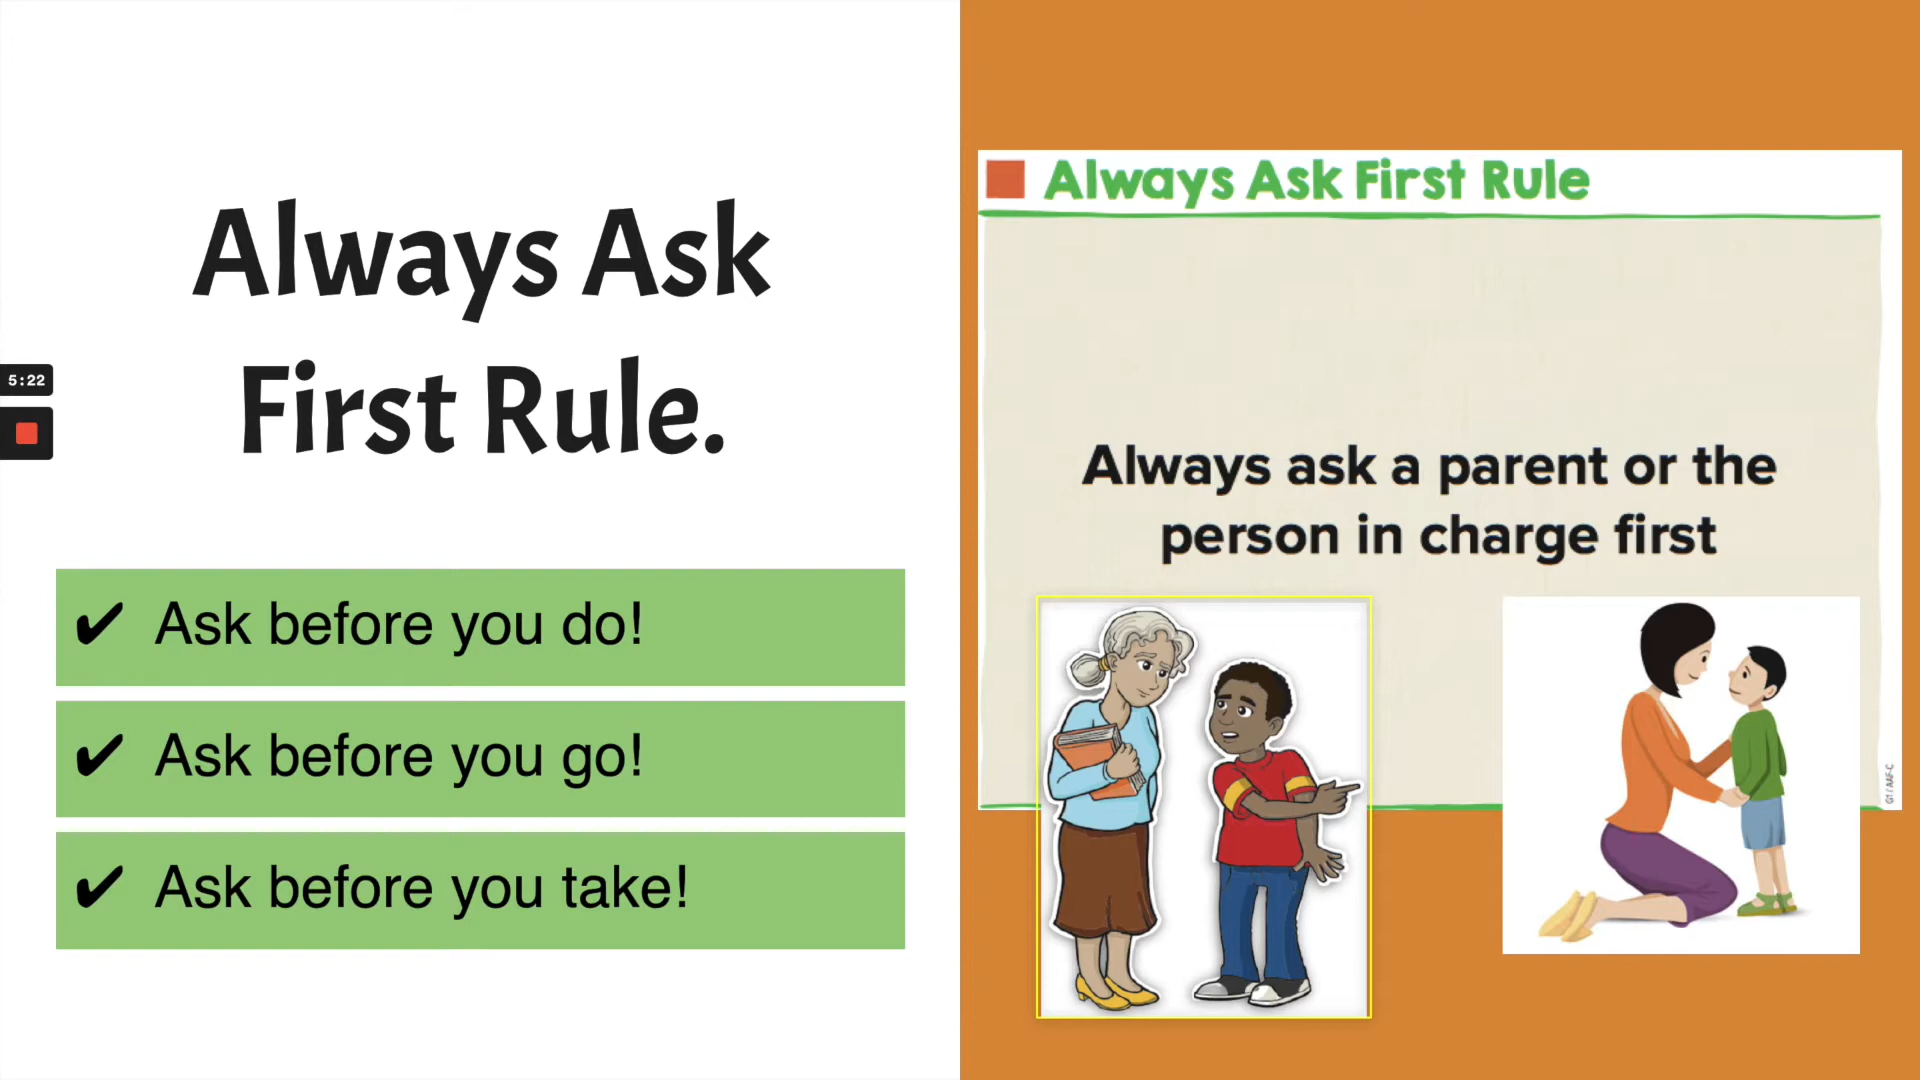 Always Ask
First Rule.
5:22
✔ Ask before you do!
✔ Ask before you go!
✔ Ask before you take!
Always Ask First Rule
Always ask a parent or the
person in charge first